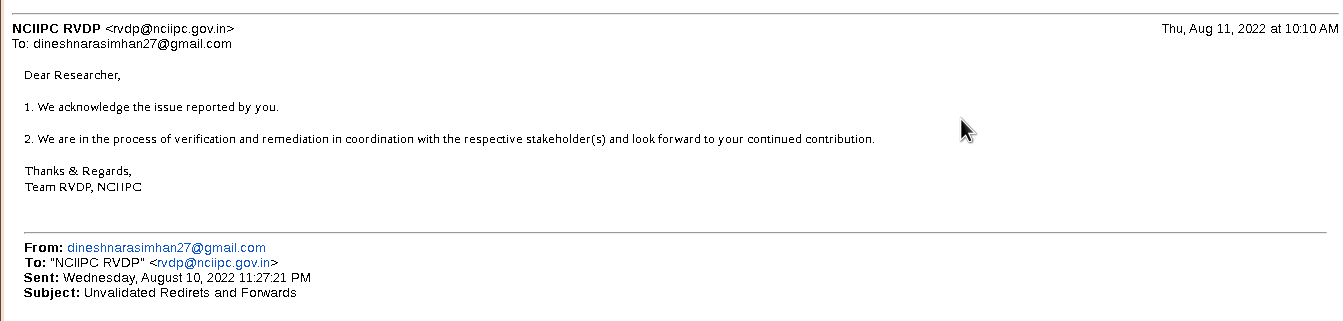 NCIIPC RVDP <rvdp@nciipc.gov.in> Thu, Aug 11, 2022 at 10:10 AM
To: dineshnarasimhan27@gmail.com
Dear Researcher,
1. We acknowledge the issue reported by you.
2. We are in the process of verification and remediation in coordination with the respective stakeholder(s) and look forward to your continued contribution.
Thanks & Regards,
Team RVDP, NCIIPC
From: dineshnarasimhan27@gmail.com
To: "NCIIPC RVDP" <rvdp@nciipc.gov.in>
Sent: Wednesday, August 10, 2022 11:27:21 PM
Subject: Unvalidated Redirets and Forwards